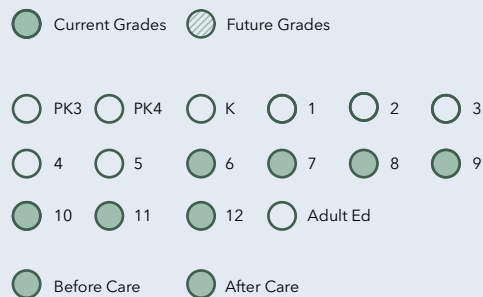 Current Grades Future Grades
PK3 PK4 K 1 2 3
4 5 6 7 8 9
10 11 12 Adult Ed
Before Care After Care